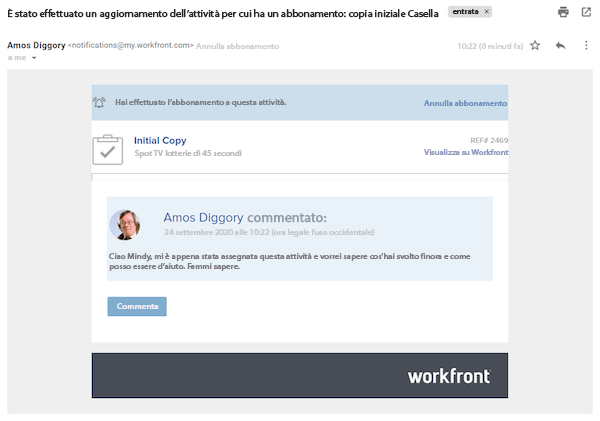 È stato effettuato un aggiornamento dell'attività per cui ha un abbonamento: copia iniziale Casella entrata ×
Amos Diggory <notifications@my.workfront.com> Annulla abbonamento 10:22 (0 minuti fa)
a me
Hai effettuato l'abbonamento a questa attività. Annulla abbonamento
Initial Copy REF# 2469
Spot TV lotterie di 45 secondi Visualizza su Workfront
Amos Diggory commentato:
24 settembre 2020 alle 10:22 (ora legale fuso occidentale)
Ciao Mindy, mi è appena stata assegnata questa attività e vorrei sapere cos'hai svolto finora e come
posso essere d'aiuto. Fammi sapere.
Commenta
workfront